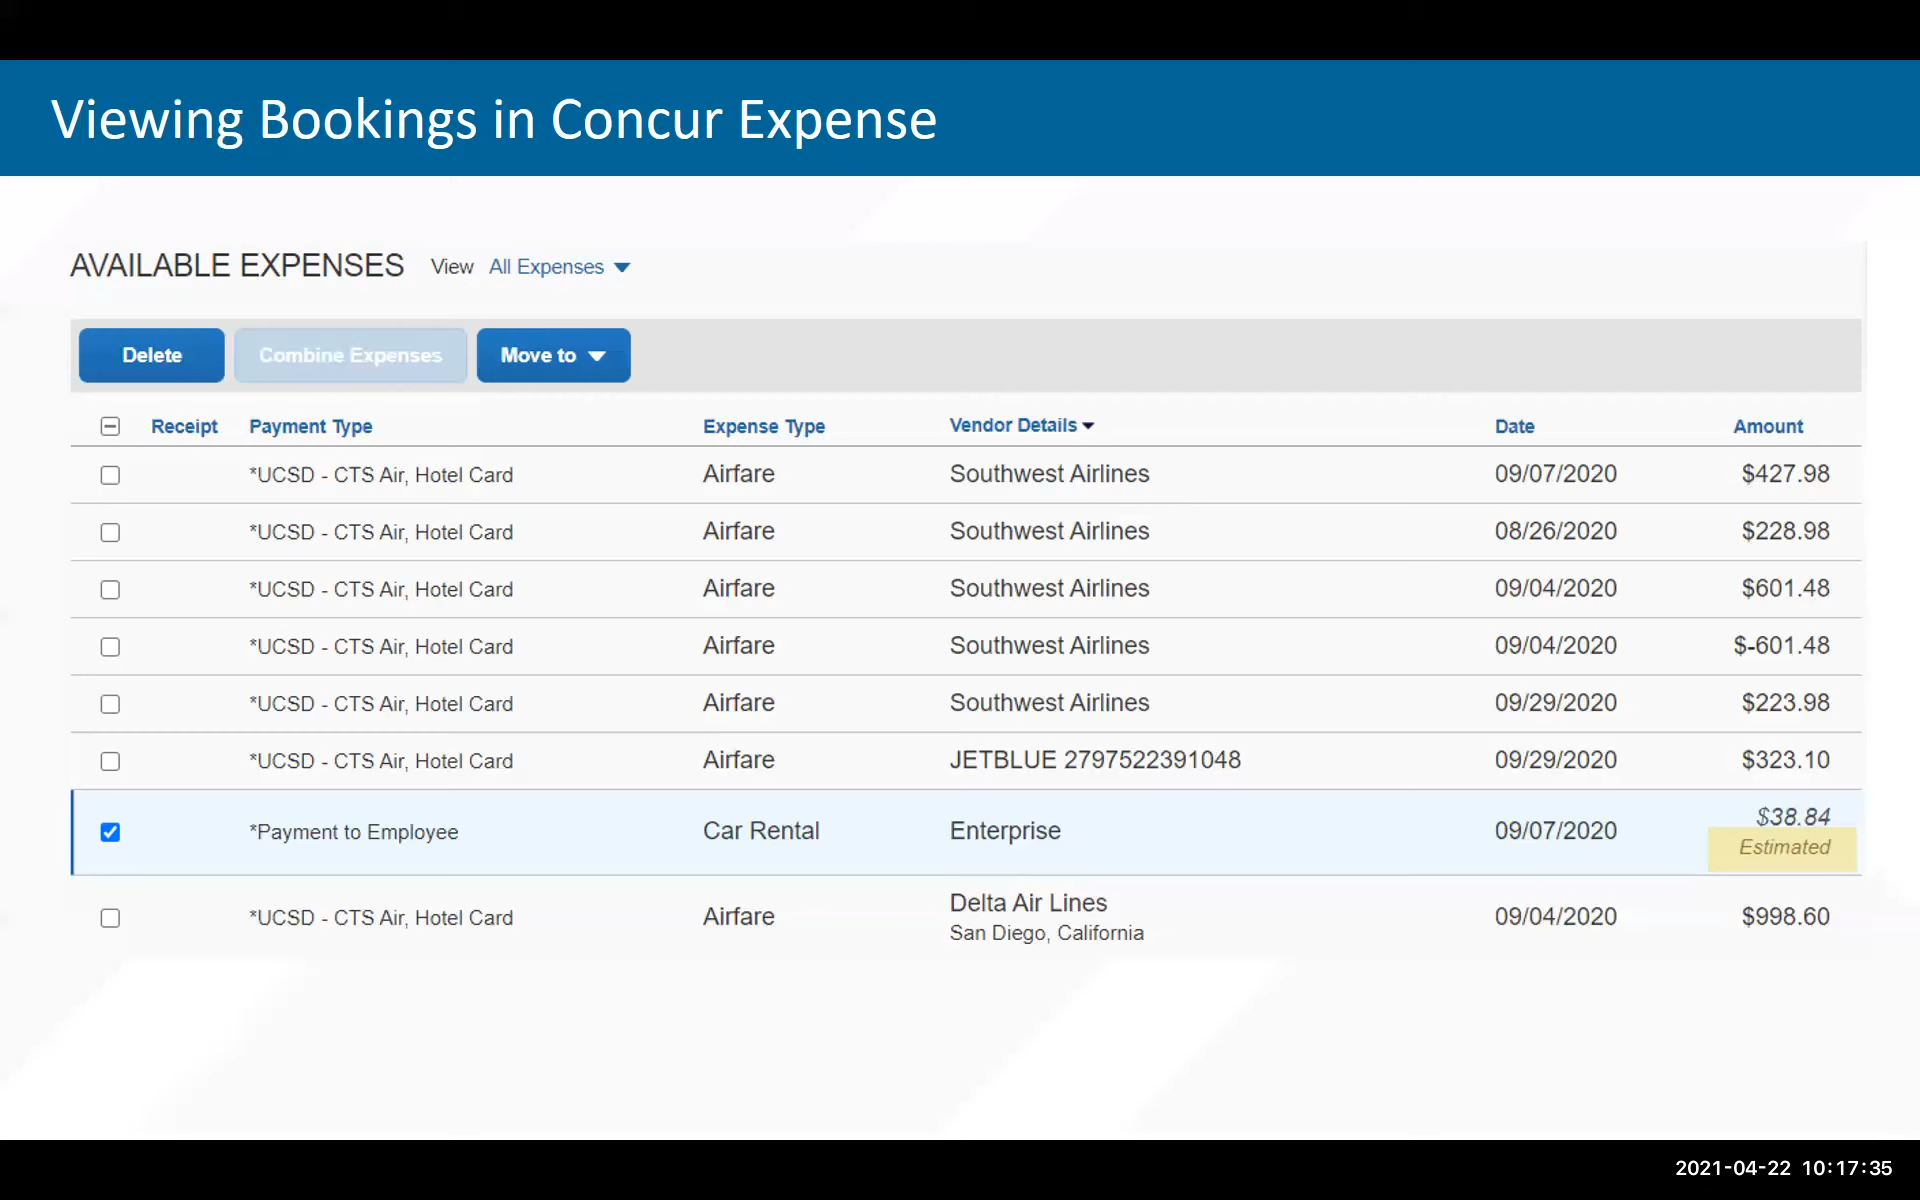 Viewing Bookings in Concur Expense
AVAILABLE EXPENSES View All Expenses
Delete Combine Expenses Move to
Receipt Payment Type Expense Type Vendor Details Date Amount
*UCSD - CTS Air, Hotel Card Airfare Southwest Airlines 09/07/2020 $427.98
*UCSD - CTS Air, Hotel Card Airfare Southwest Airlines 08/26/2020 $228.98
*UCSD - CTS Air, Hotel Card Airfare Southwest Airlines 09/04/2020 $601.48
*UCSD - CTS Air, Hotel Card Airfare Southwest Airlines 09/04/2020 $-601.48
*UCSD - CTS Air, Hotel Card Airfare Southwest Airlines 09/29/2020 $223.98
*UCSD - CTS Air, Hotel Card Airfare JETBLUE 2797522391048 09/29/2020 $323.10
*Payment to Employee Car Rental Enterprise 09/07/2020 $38.84
Estimated
*UCSD - CTS Air, Hotel Card Airfare Delta Air Lines 09/04/2020 $998.60
San Diego, California
2021-04-22 10:17:35